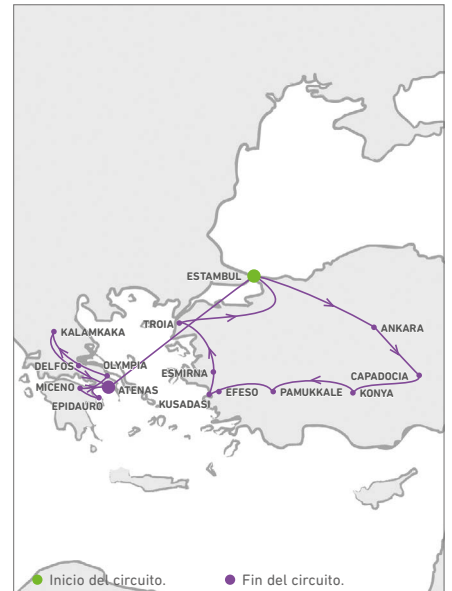 ESTAMBUL
TROIA
ANKARA
KALAMKAKA
DELFOS
OLYMPIA
ESMIRNA
CAPADOCIA
MICENO
ATENAS
EFESO
PAMUKKALE
KONYA
EPIDAURO
KUSADASI
Inicio del circuito.
Fin del circuito.